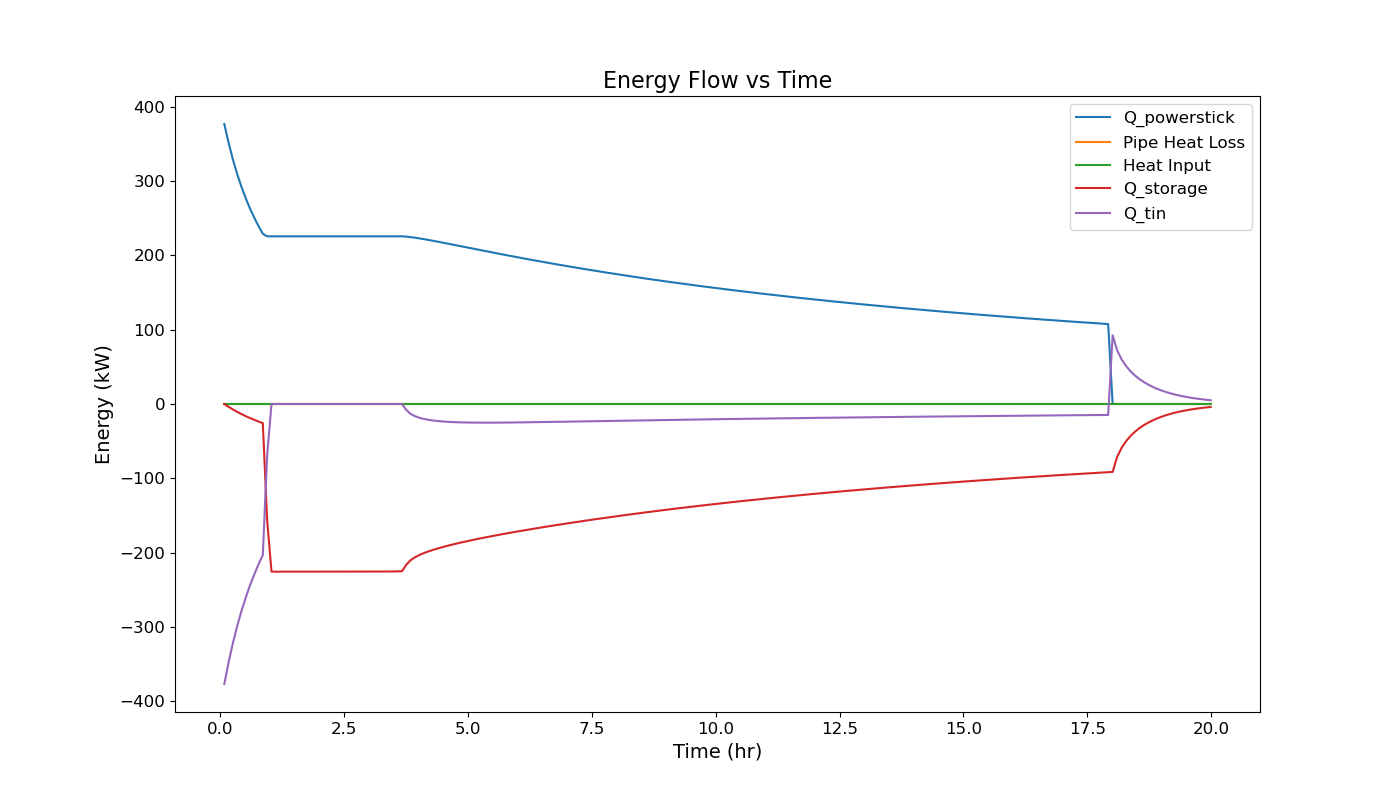 Energy Flow vs Time
Energy (kW)
400
300
200
100
0
−100
−200
−300
−400
Q_powerstick
Pipe Heat Loss
Heat Input
Q_storage
Q_tin
0.0 2.5 5.0 7.5 10.0 12.5 15.0 17.5 20.0
Time (hr)